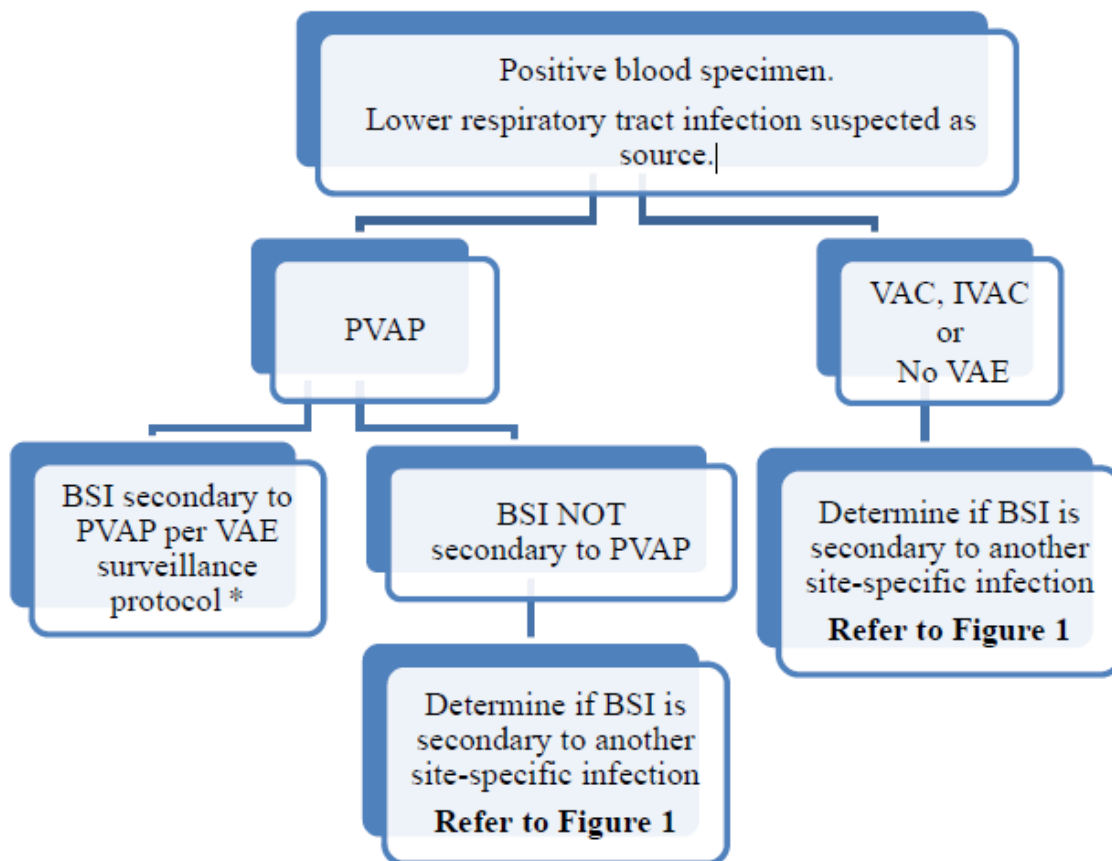 Positive blood specimen.
Lower respiratory tract infection suspected as
source.
PVAP
VAC, IVAC
or
No VAE
BSI secondary to
PVAP per VAE
surveillance
protocol *
BSI NOT
secondary to PVAP
Determine if BSI is
secondary to another
site-specific infection
Refer to Figure 1
Determine if BSI is
secondary to another
site-specific infection
Refer to Figure 1